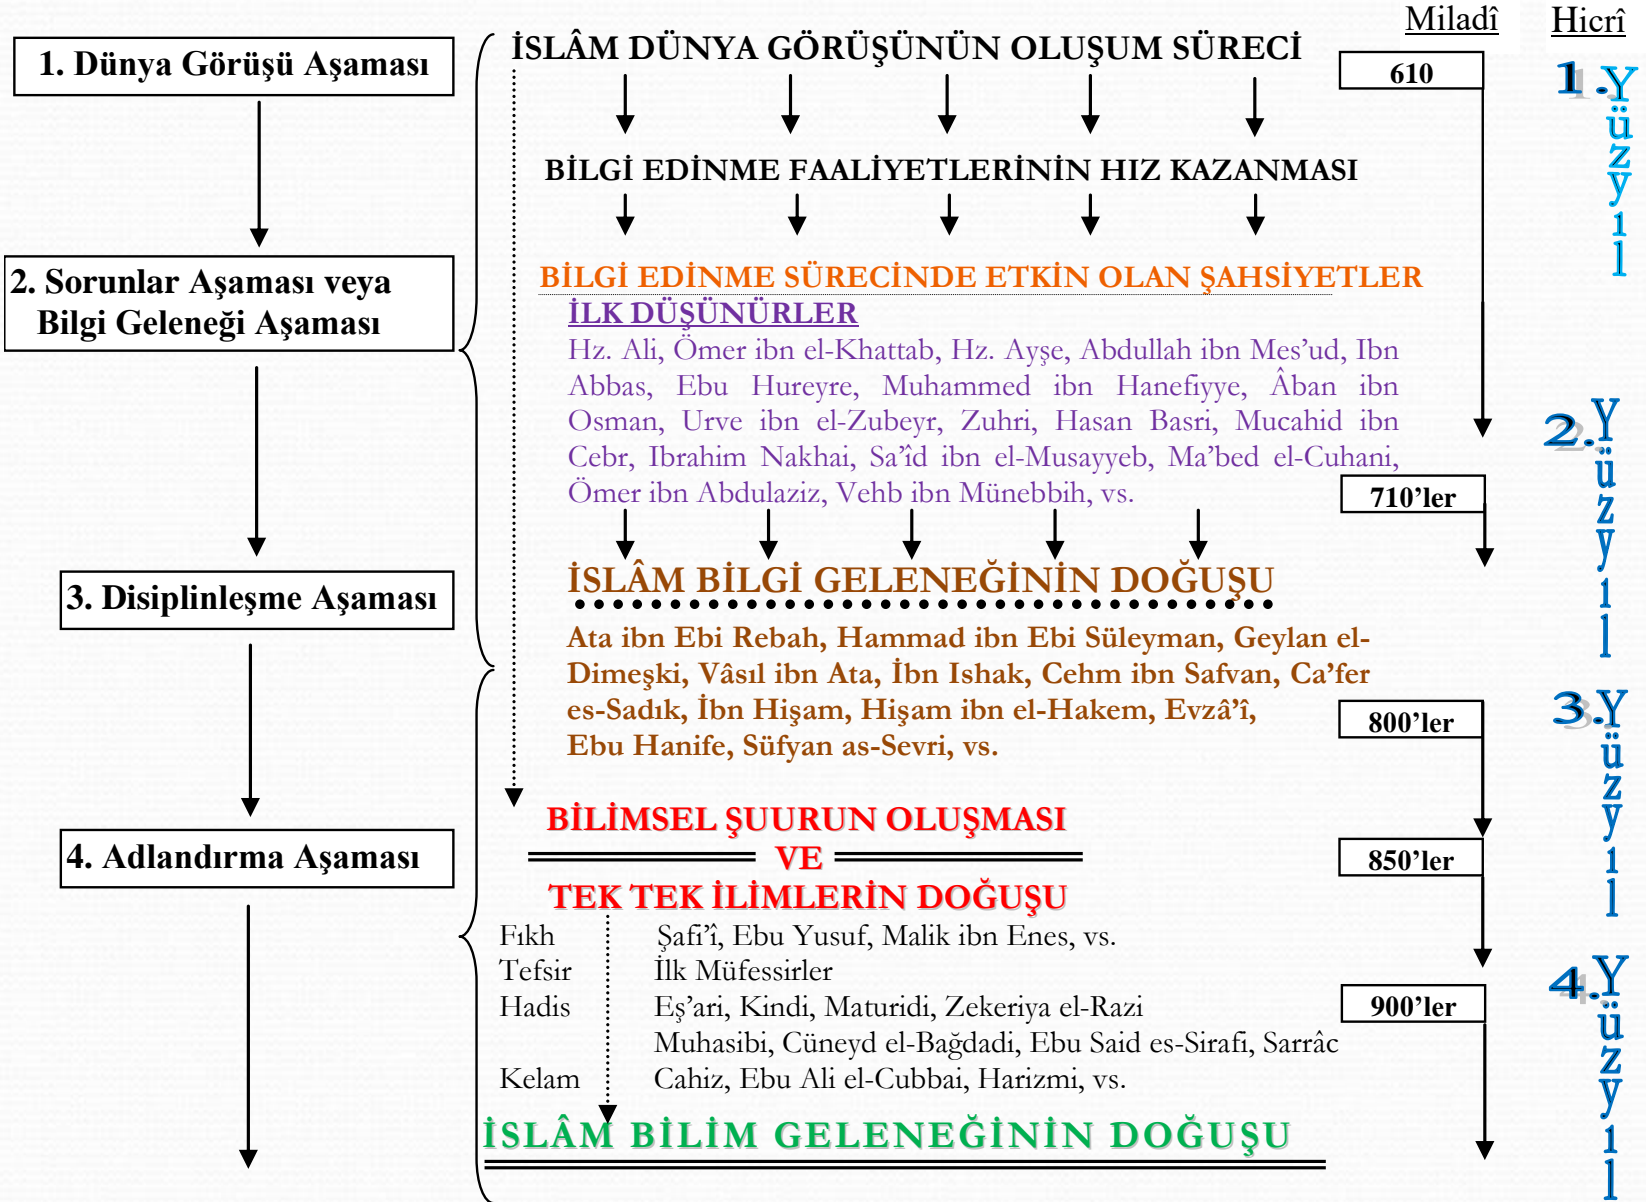 Miladî Hicrî
1. Dünya Görüşü Aşaması
2. Sorunlar Aşaması veya
Bilgi Geleneği Aşaması
3. Disiplinleşme Aşaması
4. Adlandırma Aşaması
İSLÂM DÜNYA GÖRÜŞÜNÜN OLUŞUM SÜRECİ
BİLGİ EDİNME FAALİYETLERİNİN HIZ KAZANMASI
BİLGİ EDİNME SÜRECİNDE ETKİN OLAN ŞAHSİYETLER
İLK DÜŞÜNÜRLER
Hz. Ali, Ömer ibn el-Khattab, Hz. Ayşe, Abdullah ibn Mes’ud, Ibn
Abbas, Ebu Hureyre, Muhammed ibn Hanefiyye, Âban ibn
Osman, Urve ibn el-Zubeyr, Zuhri, Hasan Basri, Mucahid ibn
Cebr, Ibrahim Nakhai, Sa’îd ibn el-Musayyeb, Ma’bed el-Cuhani,
Ömer ibn Abdulaziz, Vehb ibn Münebbih, vs.
İSLÂM BİLGİ GELENEĞİNİN DOĞUŞU
Ata ibn Ebi Rebah, Hammad ibn Ebi Süleyman, Geylan el-
Dimeşki, Vâsıl ibn Ata, İbn Ishak, Cehm ibn Safvan, Ca’fer
es-Sadık, İbn Hişam, Hişam ibn el-Hakem, Evzâ’î,
Ebu Hanife, Süfyan as-Sevri, vs.
BİLİMSEL ŞUURUN OLUŞMASI
VE
TEK TEK İLİMLERİN DOĞUŞU
Fıkh Şafi’î, Ebu Yusuf, Malik ibn Enes, vs.
Tefsir İlk Müfessirler
Hadis Eş’ari, Kindi, Maturidi, Zekeriya el-Razi
Muhasibi, Cüneyd el-Bağdadi, Ebu Said es-Sirafi, Sarrâc
Kelam Cahiz, Ebu Ali el-Cubbai, Harizmi, vs.
İSLÂM BİLİM GELENEĞİNİN DOĞUŞU
610
710’ler
800’ler
850’ler
900’ler
1.Yüzyıl
2.Yüzyıl
3.Yüzyıl
4.Yüzyıl